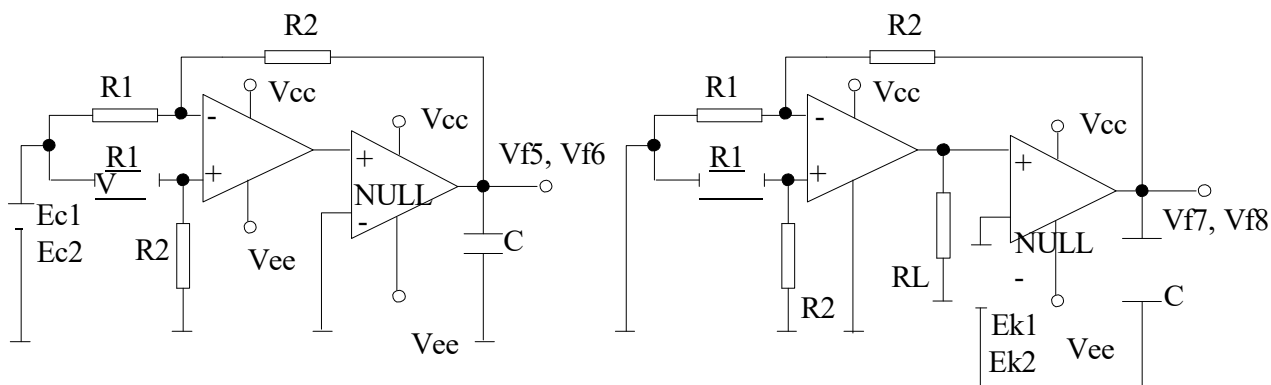 R2
R1
Vcc
-
+
R1
V
Vcc
+
NULL
-
Vf5, Vf6
Ec1
-
Ec2
R2
Vee
C
Vee
R2
R1
Vcc
-
+
R1
Vcc
+
NULL
-
Vf7, Vf8
RL
R2
C
Ek1
Ek2
Vee